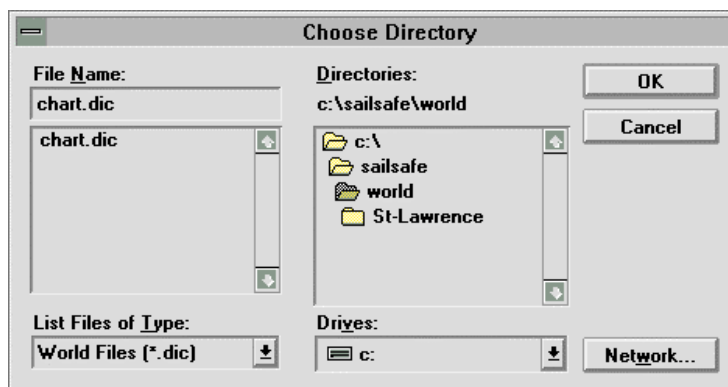 Choose Directory
File Name:
chart.dic
chart.dic
List Files of Type:
World Files (*.dic)
Directories:
c:\sailsafe\world
c:\
sailsafe
world
St-Lawrence
Drives:
c:
OK
Cancel
Network...